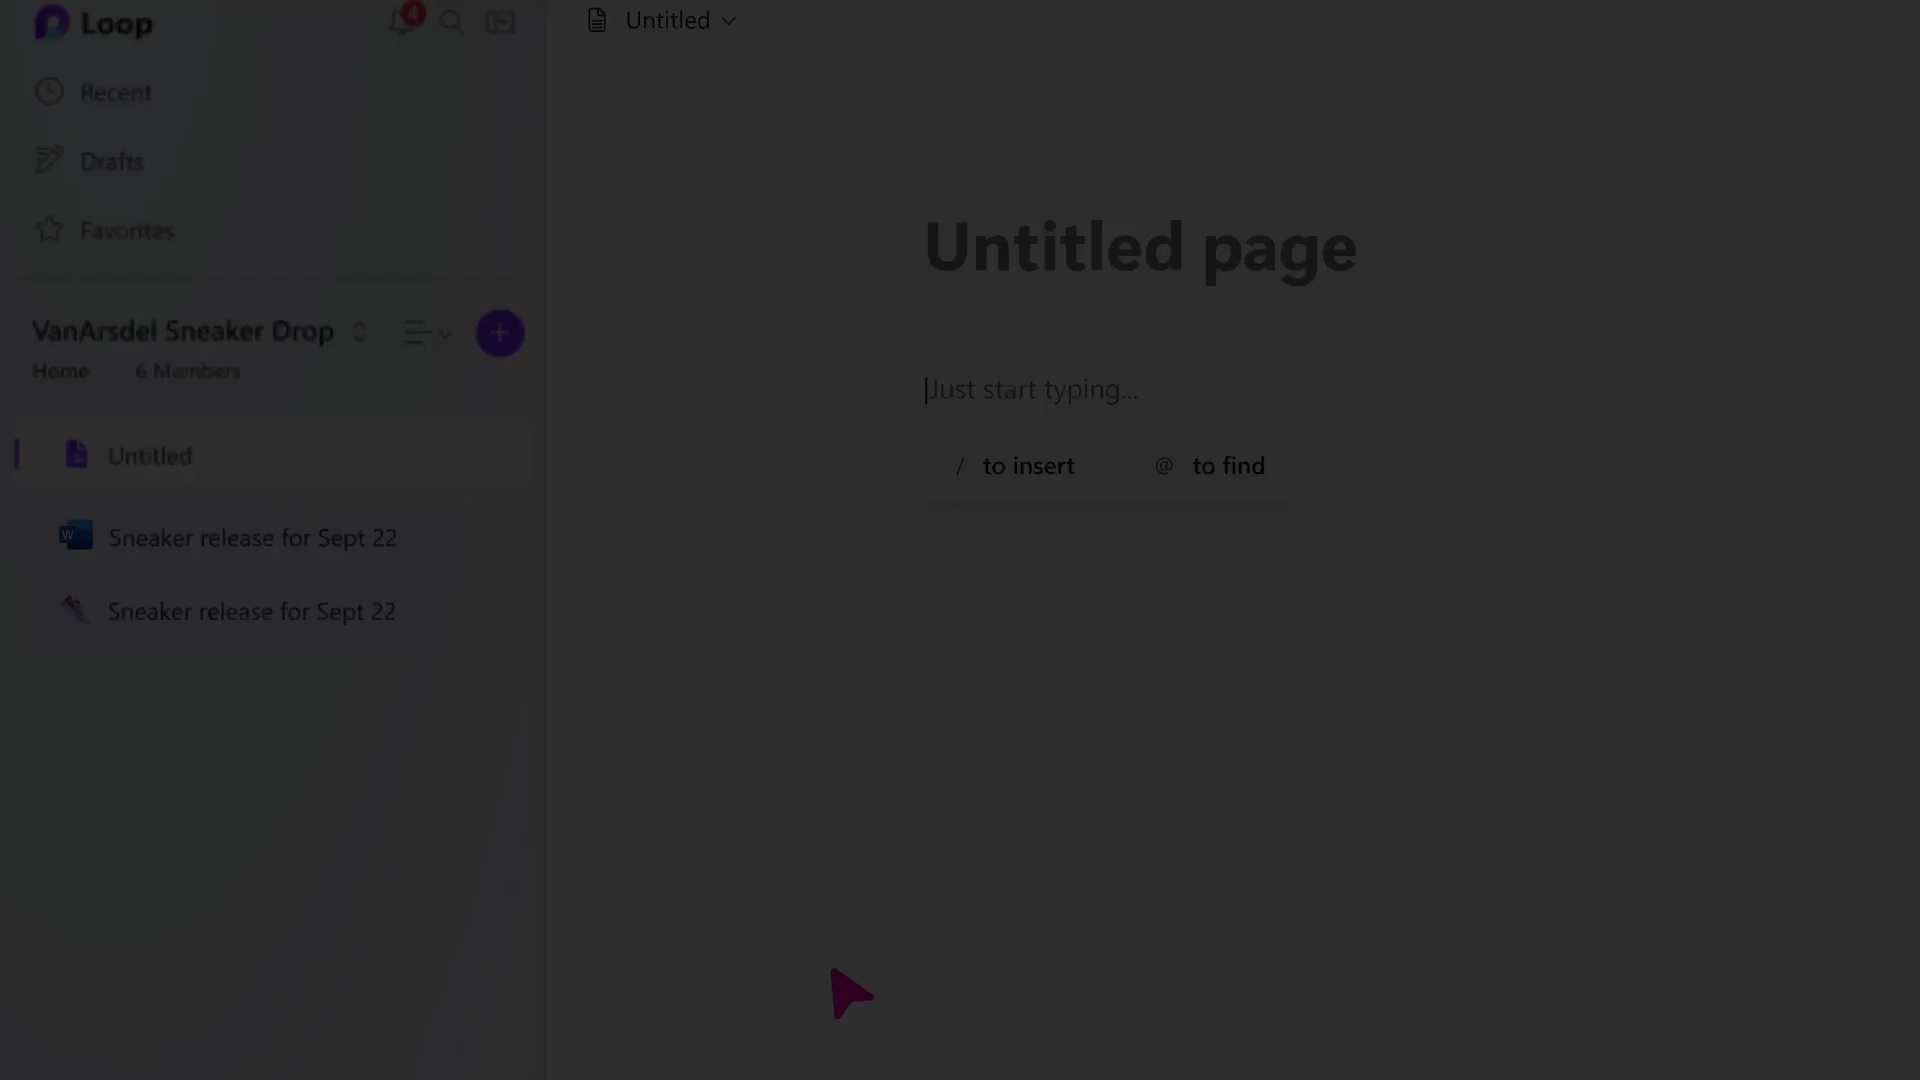 Loop
4
Recent
Drafts
Favorites
VanArsdel Sneaker Drop
Home 6 Members
Untitled
W Sneaker release for Sept 22
Sneaker release for Sept 22
Untitled
Untitled page
Just start typing...
/ to insert @ to find